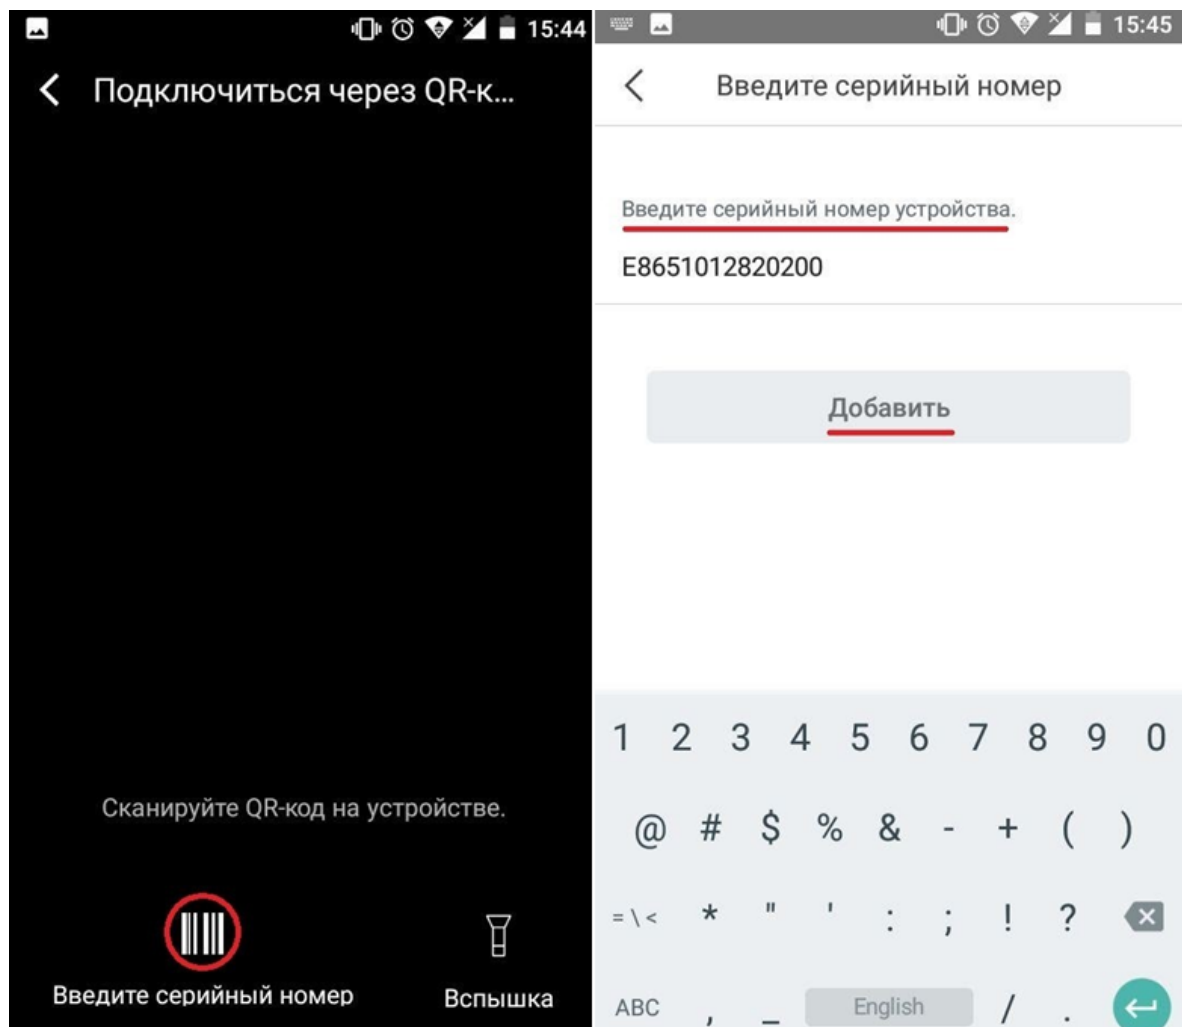 15:44
Подключиться через QR-к...
Сканируйте QR-код на устройстве.
Введите серийный номер
Вспышка
15:45
Введите серийный номер
Введите серийный номер устройства.
E8651012820200
Добавить
1 2 3 4 5 6 7 8 9 0
@ # $ % & - + ( )
= \ < * " ' : ; ! ?
ABC , _ English / .